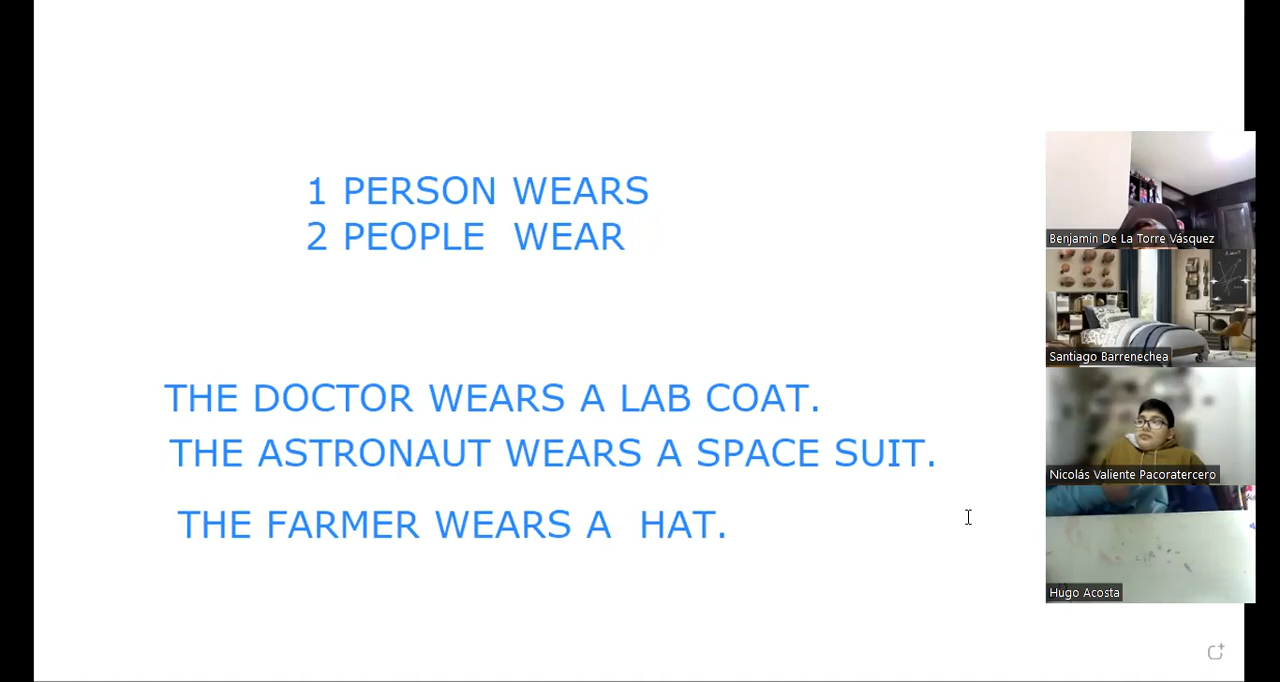 1 PERSON WEARS
2 PEOPLE WEAR
THE DOCTOR WEARS A LAB COAT.
THE ASTRONAUT WEARS A SPACE SUIT.
THE FARMER WEARS A HAT.
Benjamin De La Torre Vásquez
Santiago Barrenechea
Nicolás Valiente Pacoratercero
Hugo Acosta